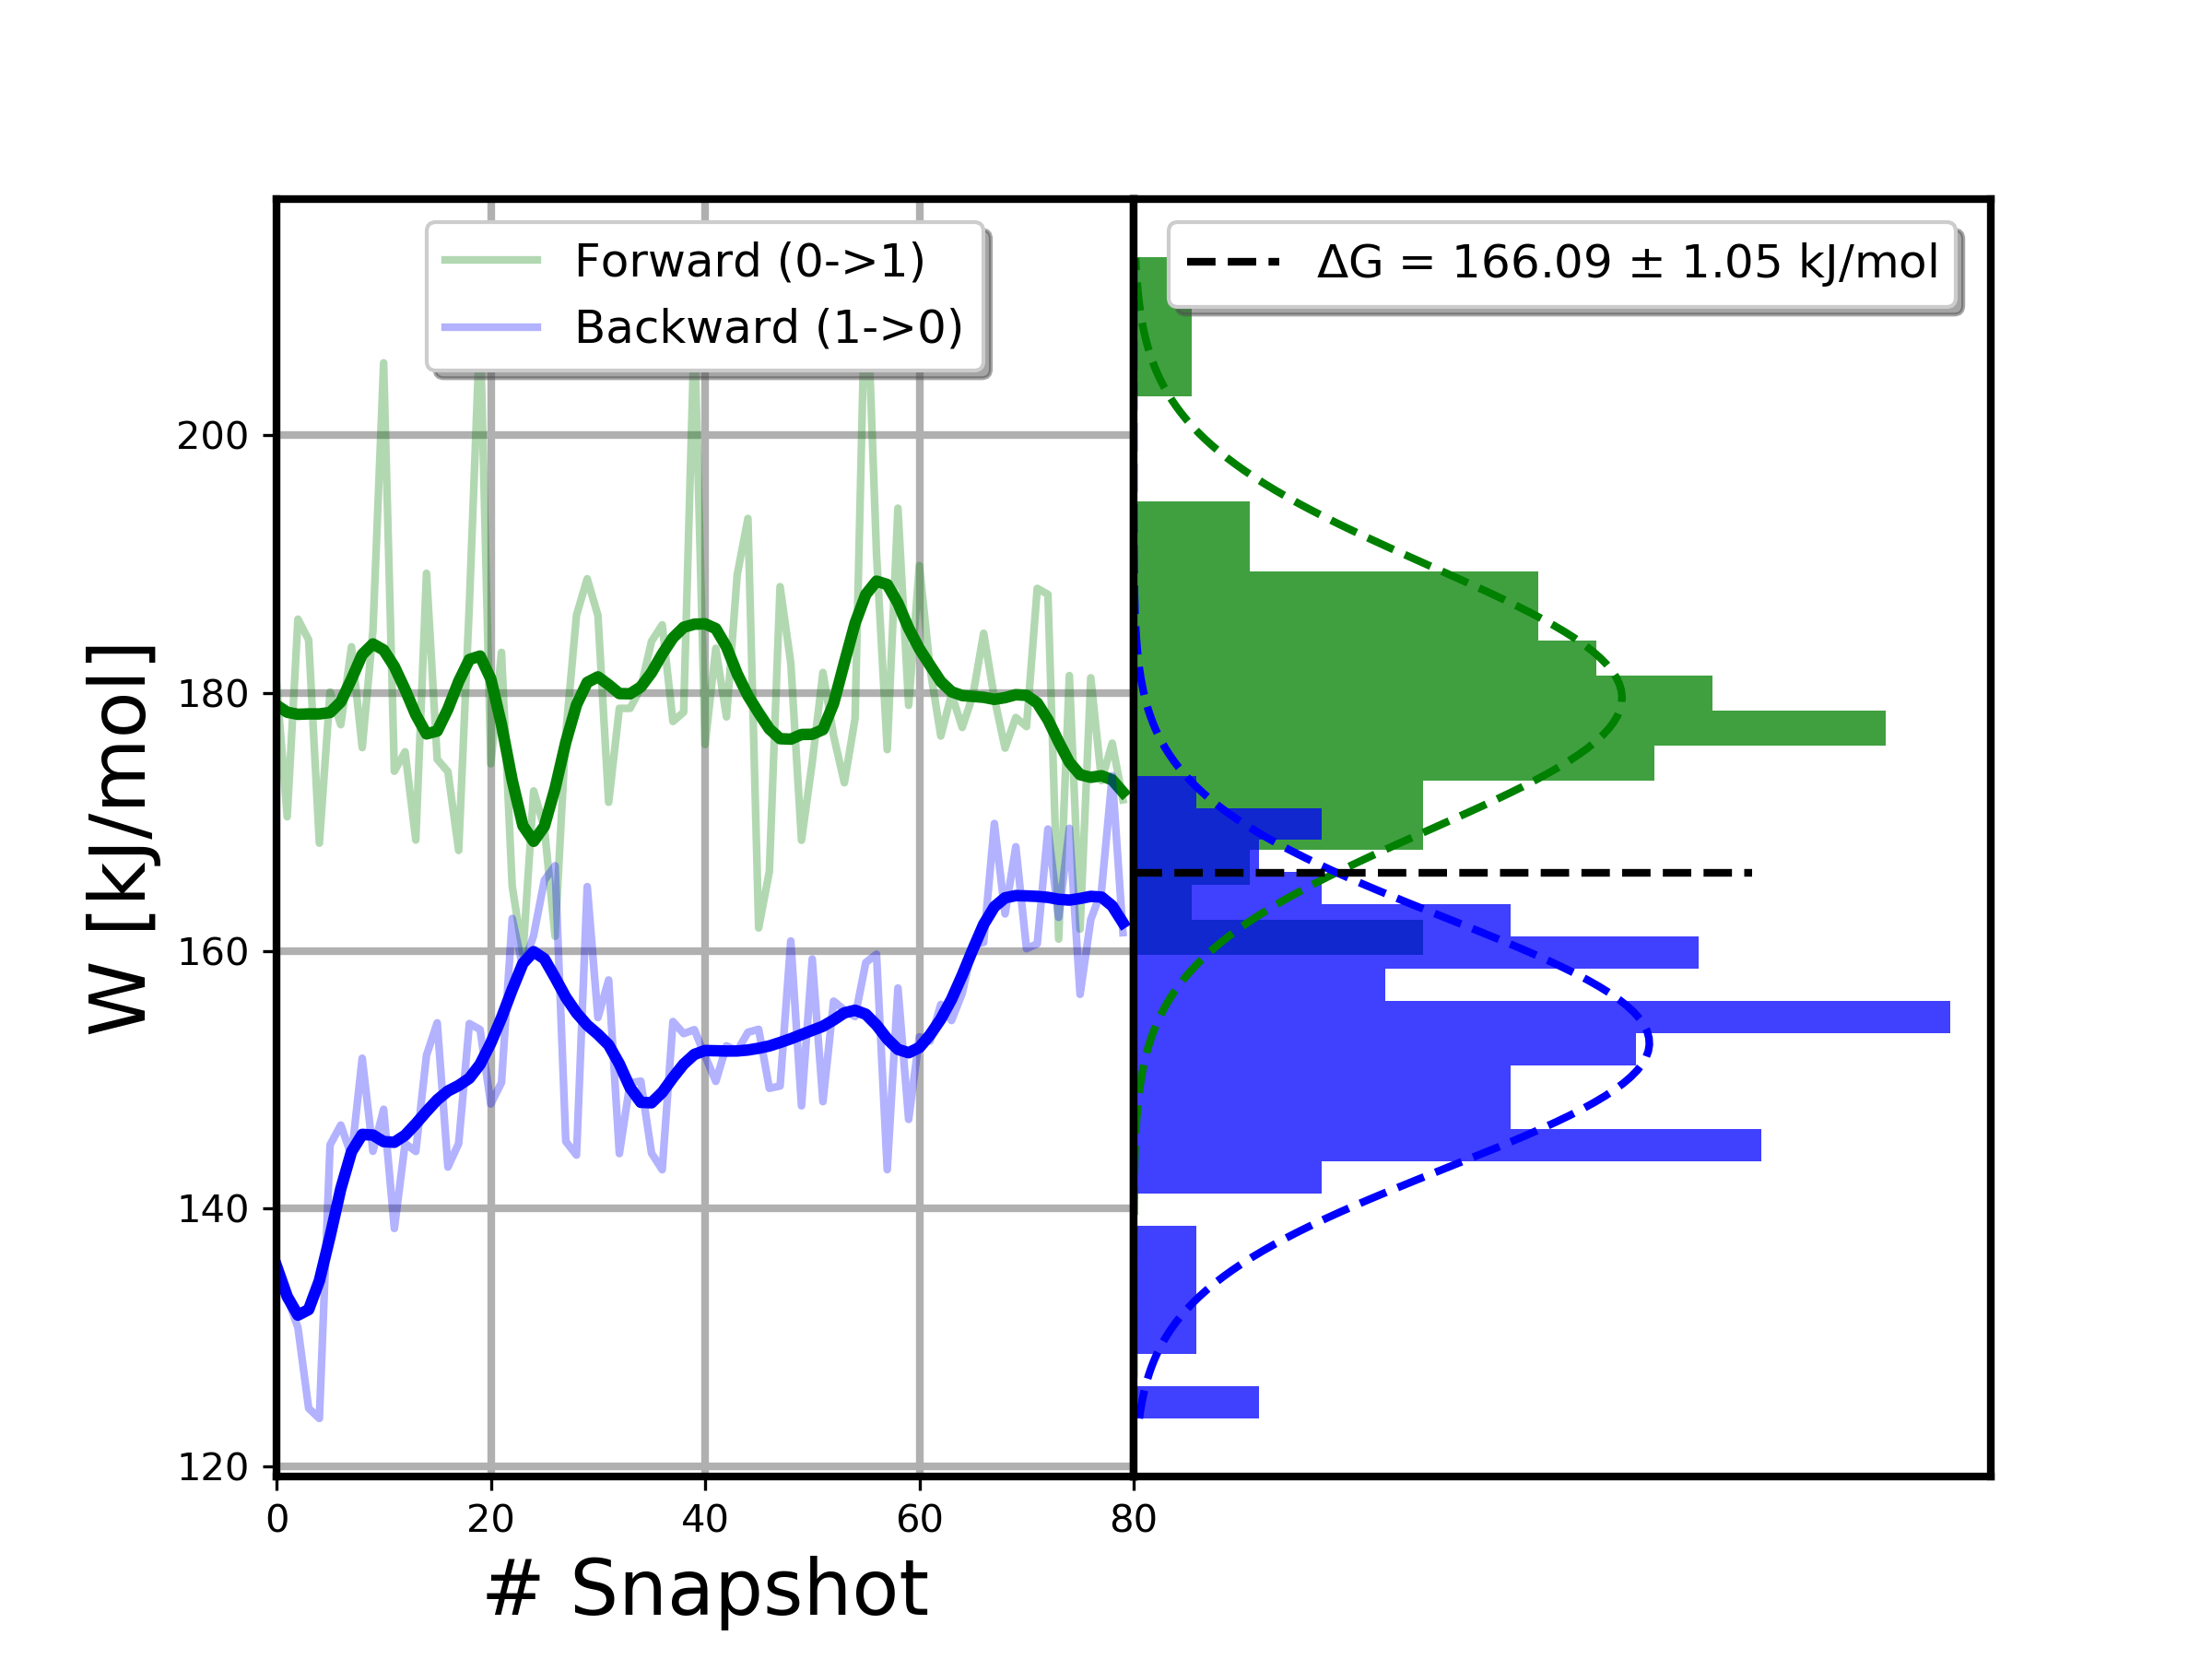 Forward (0->1)
Backward (1->0)
ΔG = 166.09 ± 1.05 kJ/mol
W [kJ/mol]
200
180
160
140
120
0 20 40 60 80
# Snapshot